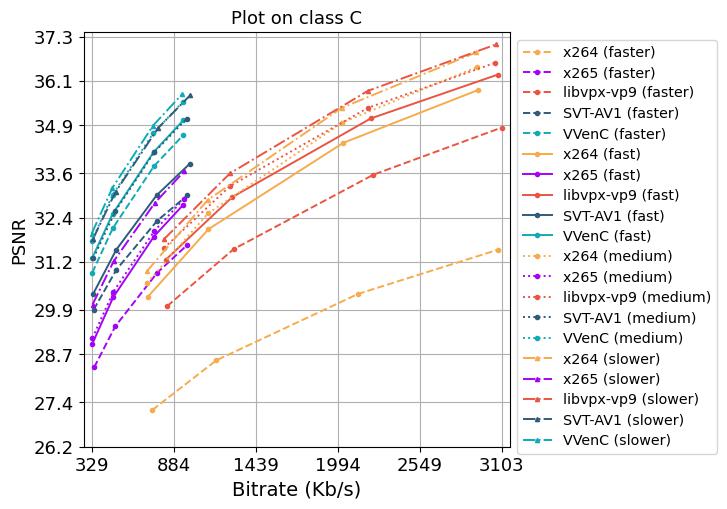 Plot on class C
37.3
36.1
34.9
33.6
32.4
31.2
29.9
28.7
27.4
26.2
PSNR
329 884 1439 1994 2549 3103
Bitrate (Kb/s)
x264 (faster)
x265 (faster)
libvpx-vp9 (faster)
SVT-AV1 (faster)
VVenC (faster)
x264 (fast)
x265 (fast)
libvpx-vp9 (fast)
SVT-AV1 (fast)
VVenC (fast)
x264 (medium)
x265 (medium)
libvpx-vp9 (medium)
SVT-AV1 (medium)
VVenC (medium)
x264 (slower)
x265 (slower)
libvpx-vp9 (slower)
SVT-AV1 (slower)
VVenC (slower)